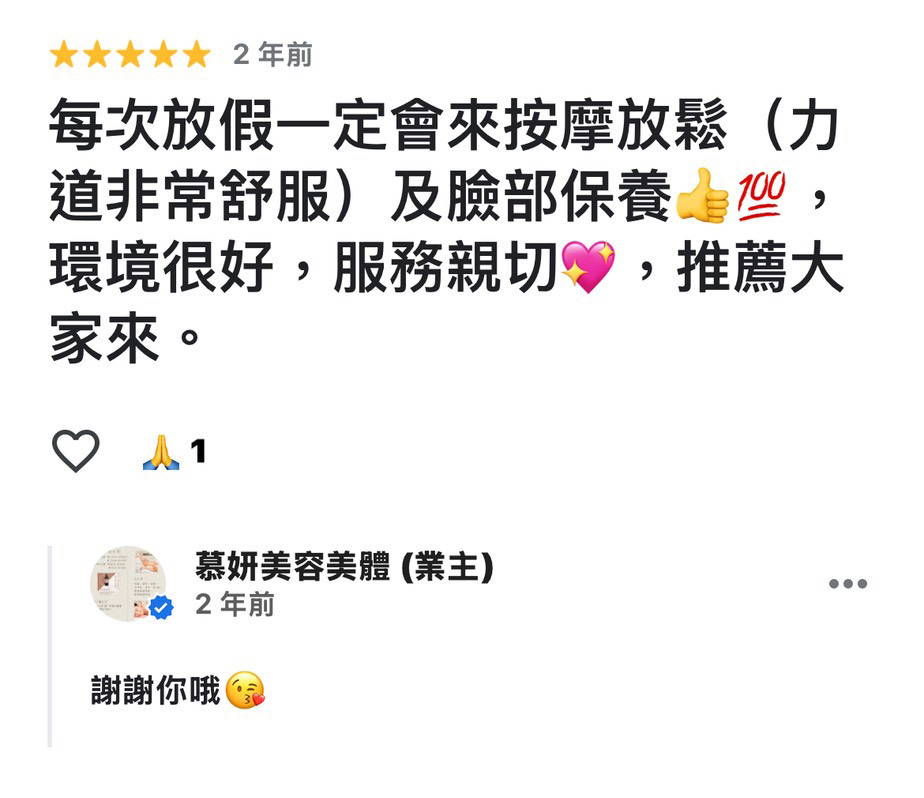 2 年前
每次放假一定會來按摩放鬆（力
道非常舒服）及臉部保養👍💯，
環境很好，服務親切💖，推薦大
家來。
🙏 1
慕妍美容美體 (業主)
2 年前
謝謝你哦😘